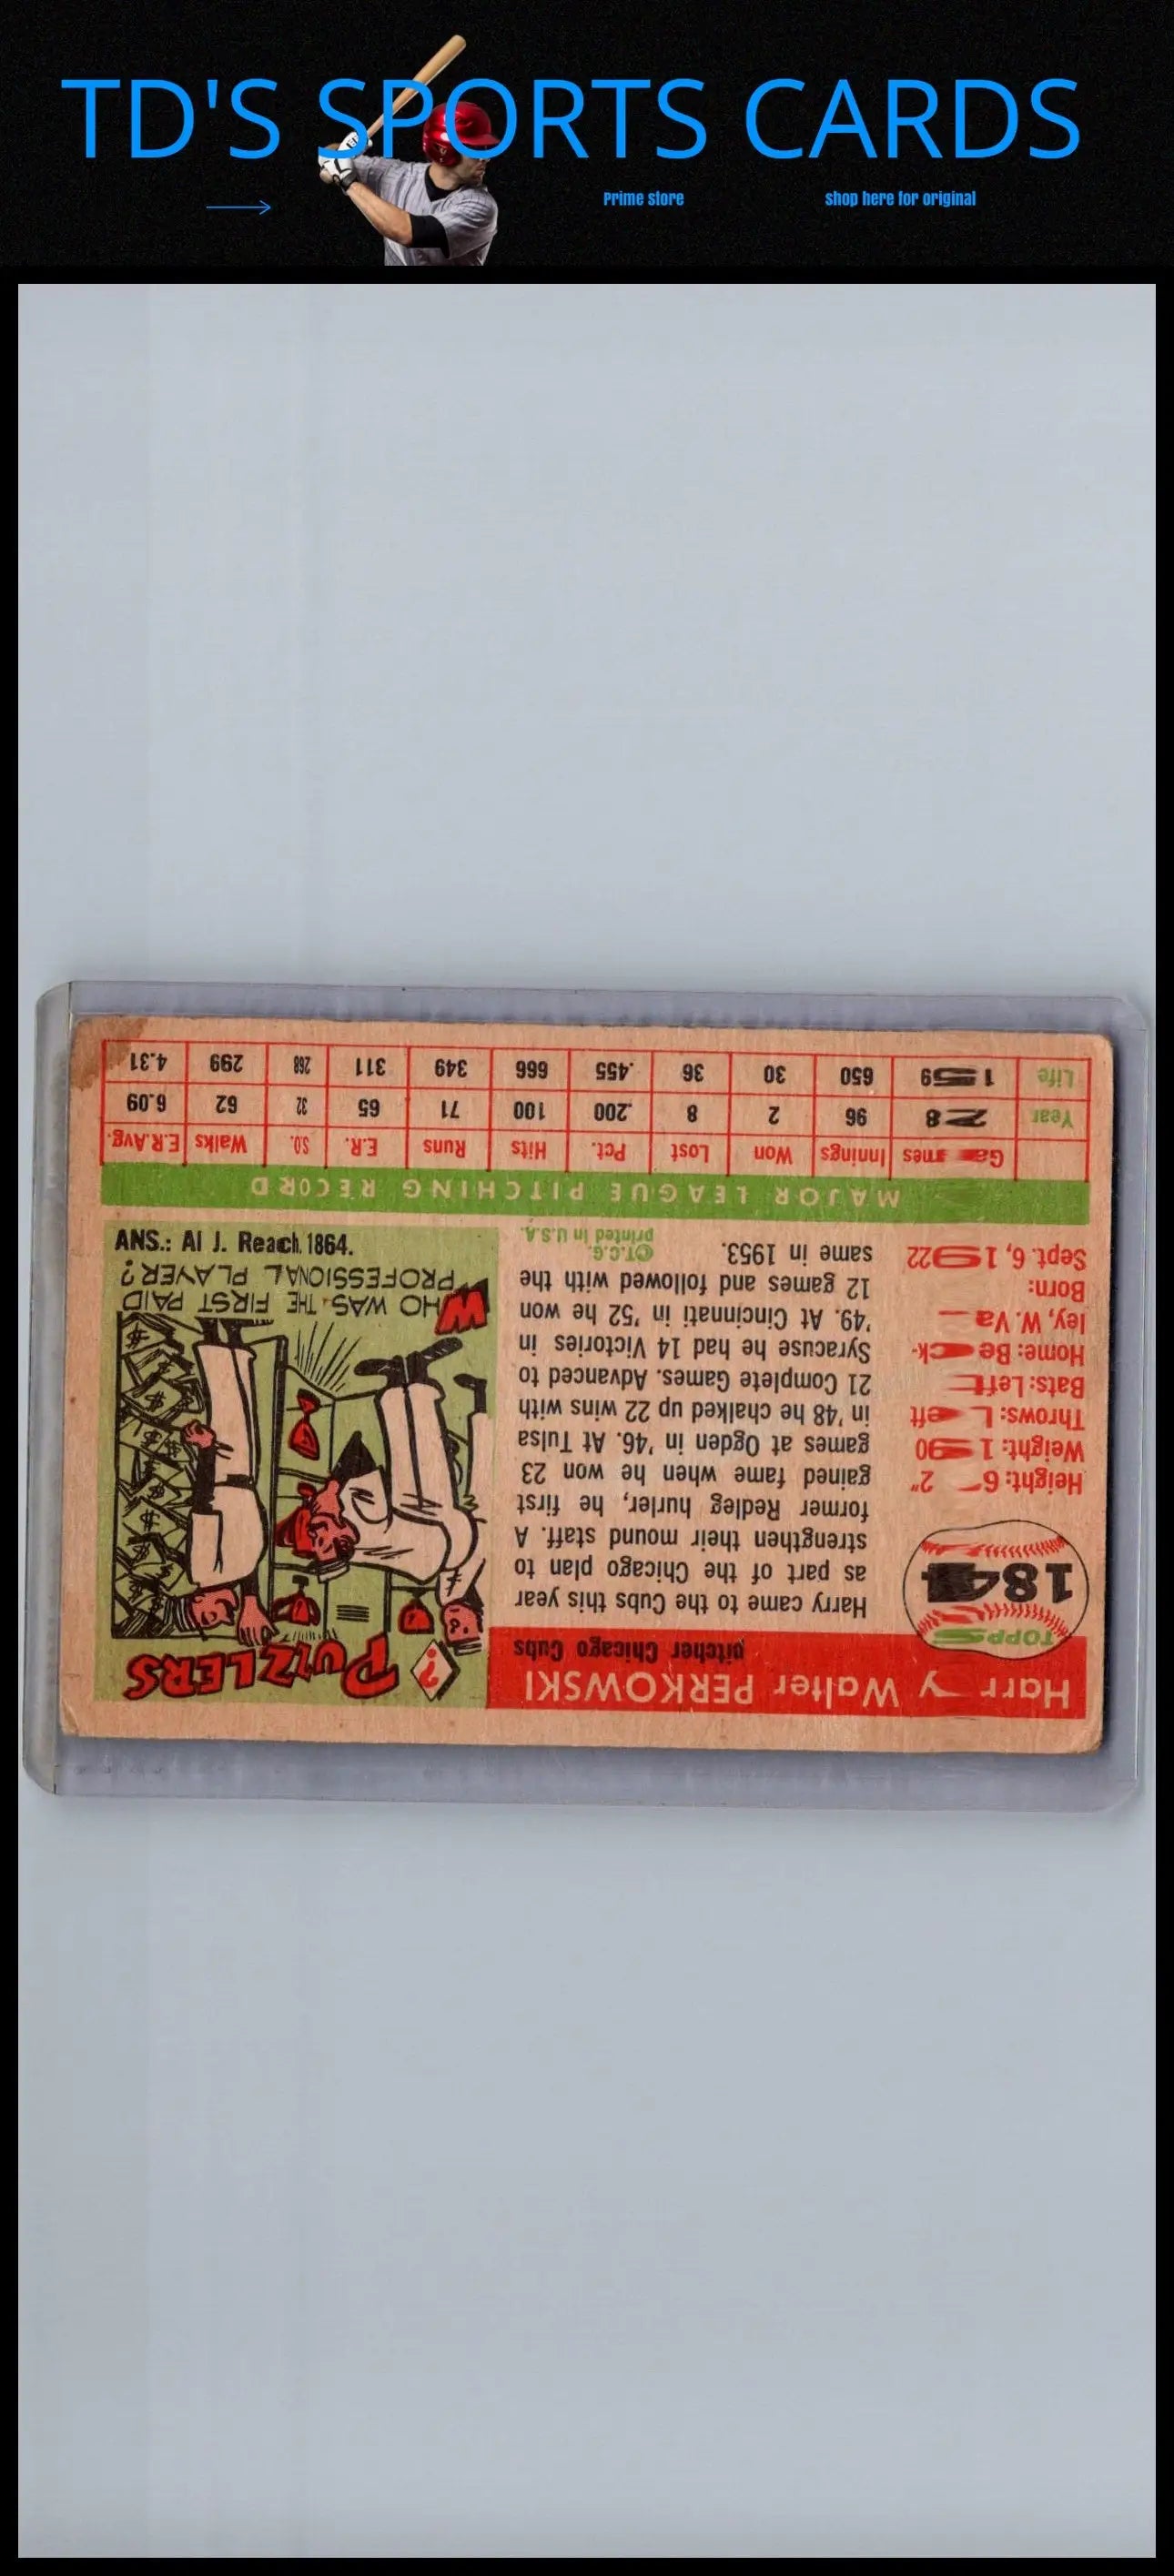 TD'S SPORTS CARDS
Prime store
shop here for original
Harry Walter PERKOWSKI
pitcher Chicago Cubs
TOPPS
184
Height: 6' 2"
Weight: 190
Throws: Left
Bats: Left
Home: Beck-
ley, W. Va
Born:
Sept. 6, 1922
Harry came to the Cubs this year
as part of the Chicago plan to
strengthen their mound staff. A
former Redleg hurler, he first
gained fame when he won 23
games at Ogden in '46. At Tulsa
in '48 he chalked up 22 wins with
21 Complete Games. Advanced to
Syracuse he had 14 Victories in
'49. At Cincinnati in '52 he won
12 games and followed with the
same in 1953.
©T.C.G.
printed in U.S.A.
? PUZZLERS
WHO WAS THE FIRST PAID
PROFESSIONAL PLAYER?
ANS.: Al J. Reach, 1864.
MAJOR LEAGUE PITCHING RECORD
Games Innings Won Lost Pct. Hits Runs E.R. S.O. Walks E.R.Avg.
Year 28 96 2 8 .200 100 71 65 32 62 6.09
Life 159 650 30 36 .455 666 349 311 268 299 4.31